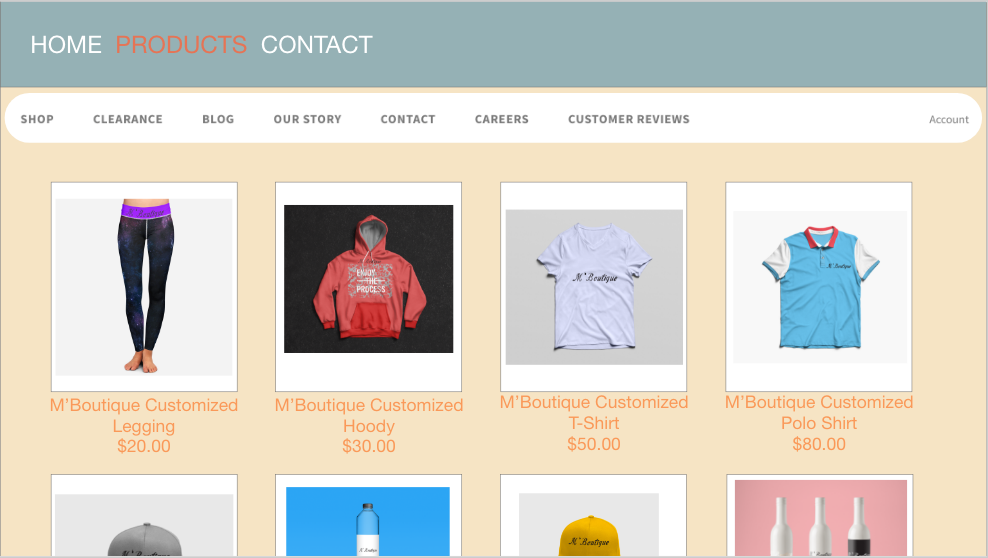 HOME PRODUCTS CONTACT
SHOP CLEARANCE BLOG OUR STORY CONTACT CAREERS CUSTOMER REVIEWS Account
ENJOY
THE
PROCESS
M'Boutique
M'Boutique
M'Boutique Customized
Legging
$20.00
M'Boutique Customized
Hoody
$30.00
M'Boutique Customized
T-Shirt
$50.00
M'Boutique Customized
Polo Shirt
$80.00
M'Boutique
M'Boutique
M'Boutique